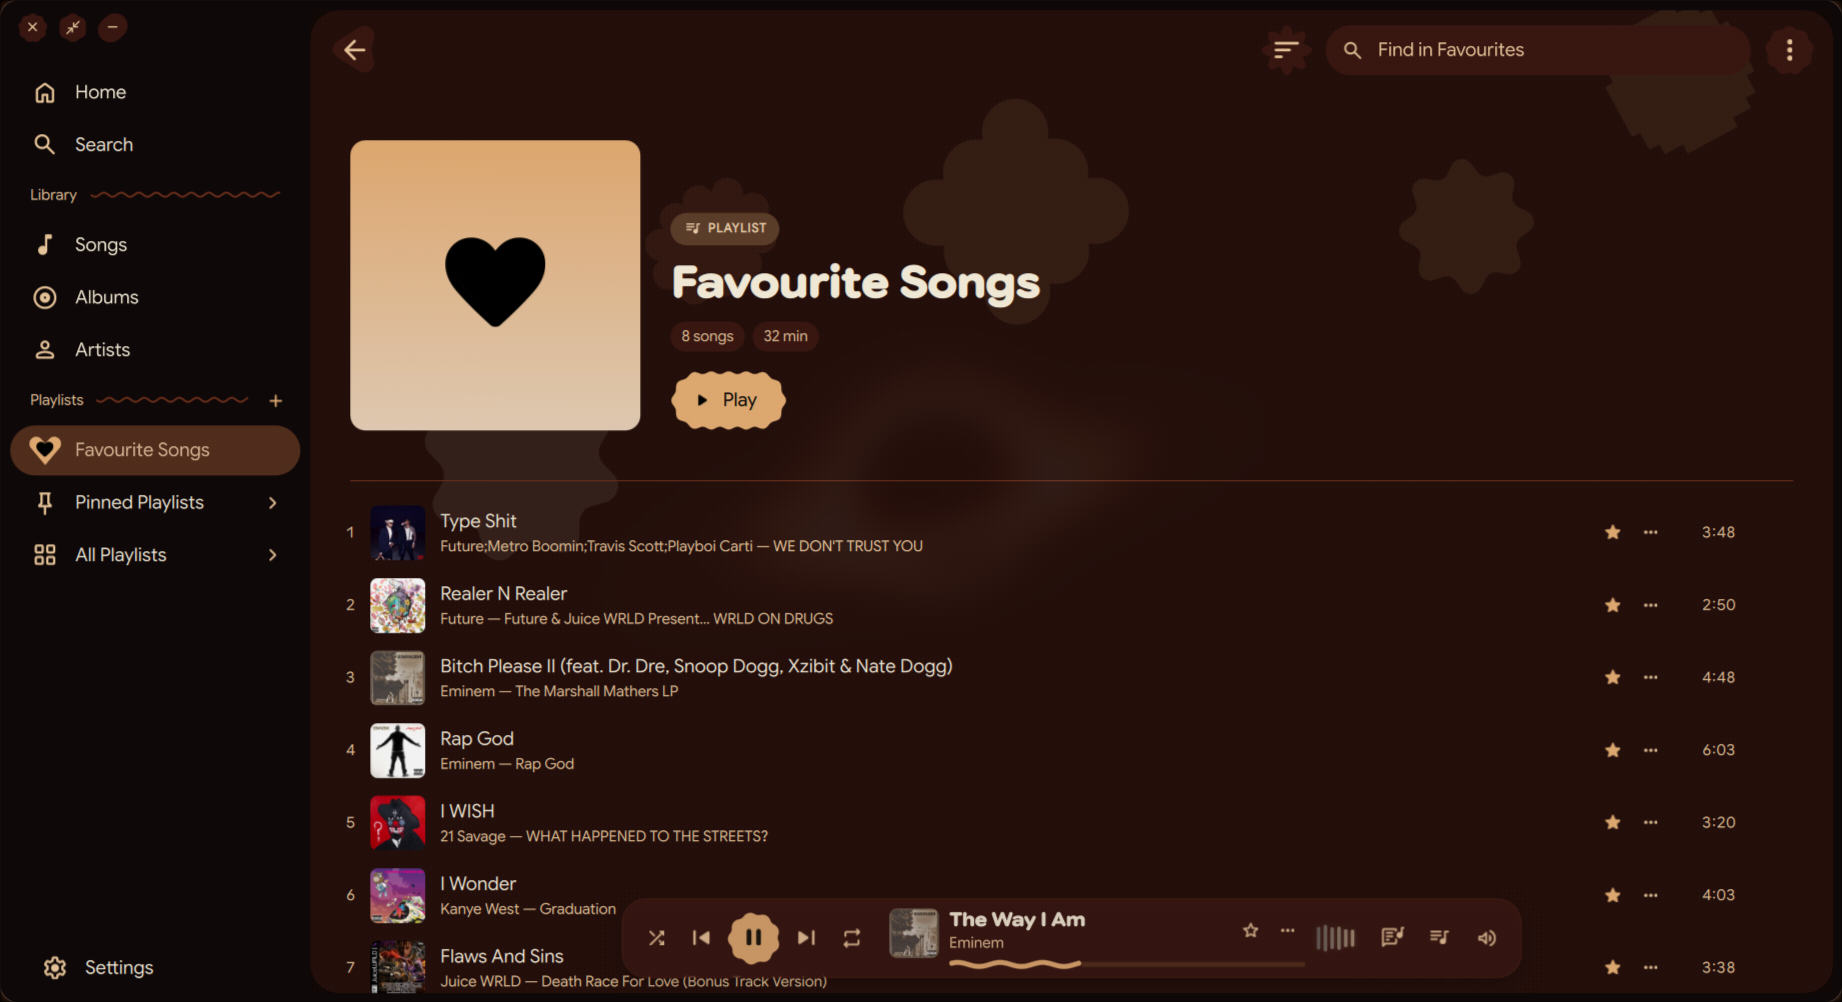 Home
Search
Library
Songs
Albums
Artists
Playlists
Favourite Songs
Pinned Playlists
All Playlists
Settings
Find in Favourites
PLAYLIST
Favourite Songs
8 songs 32 min
Play
1 Type Shit 3:48
Future;Metro Boomin;Travis Scott;Playboi Carti — WE DON'T TRUST YOU
2 Realer N Realer 2:50
Future — Future & Juice WRLD Present... WRLD ON DRUGS
3 Bitch Please II (feat. Dr. Dre, Snoop Dogg, Xzibit & Nate Dogg) 4:48
Eminem — The Marshall Mathers LP
4 Rap God 6:03
Eminem — Rap God
5 I WISH 3:20
21 Savage — WHAT HAPPENED TO THE STREETS?
6 I Wonder 4:03
Kanye West — Graduation
7 Flaws And Sins 3:38
Juice WRLD — Death Race For Love (Bonus Track Version)
The Way I Am
Eminem